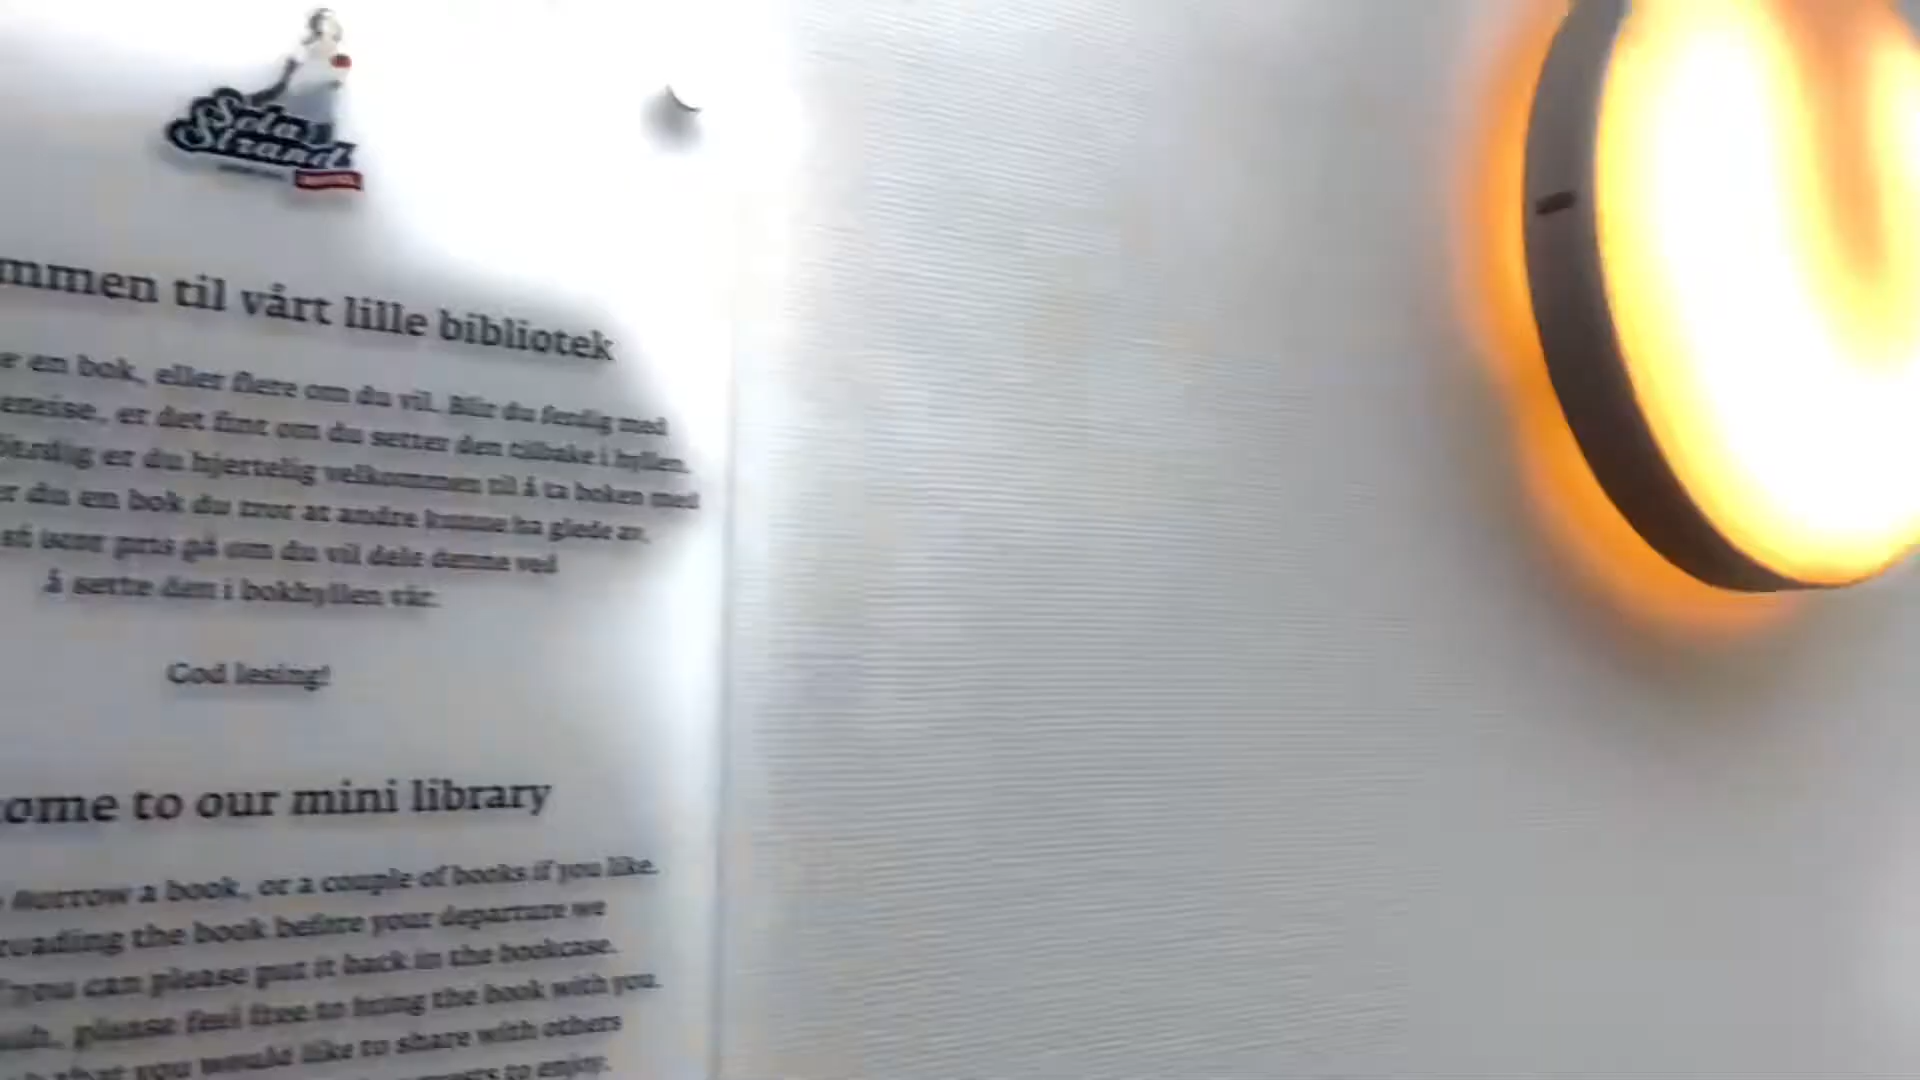 Sola
Strand
mmen til vårt lille bibliotek
en bok, eller flere om du vil. Blir du ferdig med
er det fint om du setter den tilbake i hyllen.
er du hjertelig velkommen til å ta boken med
du en bok du tror at andre kunne ha glede av,
gå om du vil dele denne ved
å sette den i bokhyllen vår.
God lesing!
ome to our mini library
a book, or a couple of books if you like.
the book before your departure we
you can please put it back in the bookcase.
please feel free to bring the book with you.
that you would like to share with others
to enjoy.